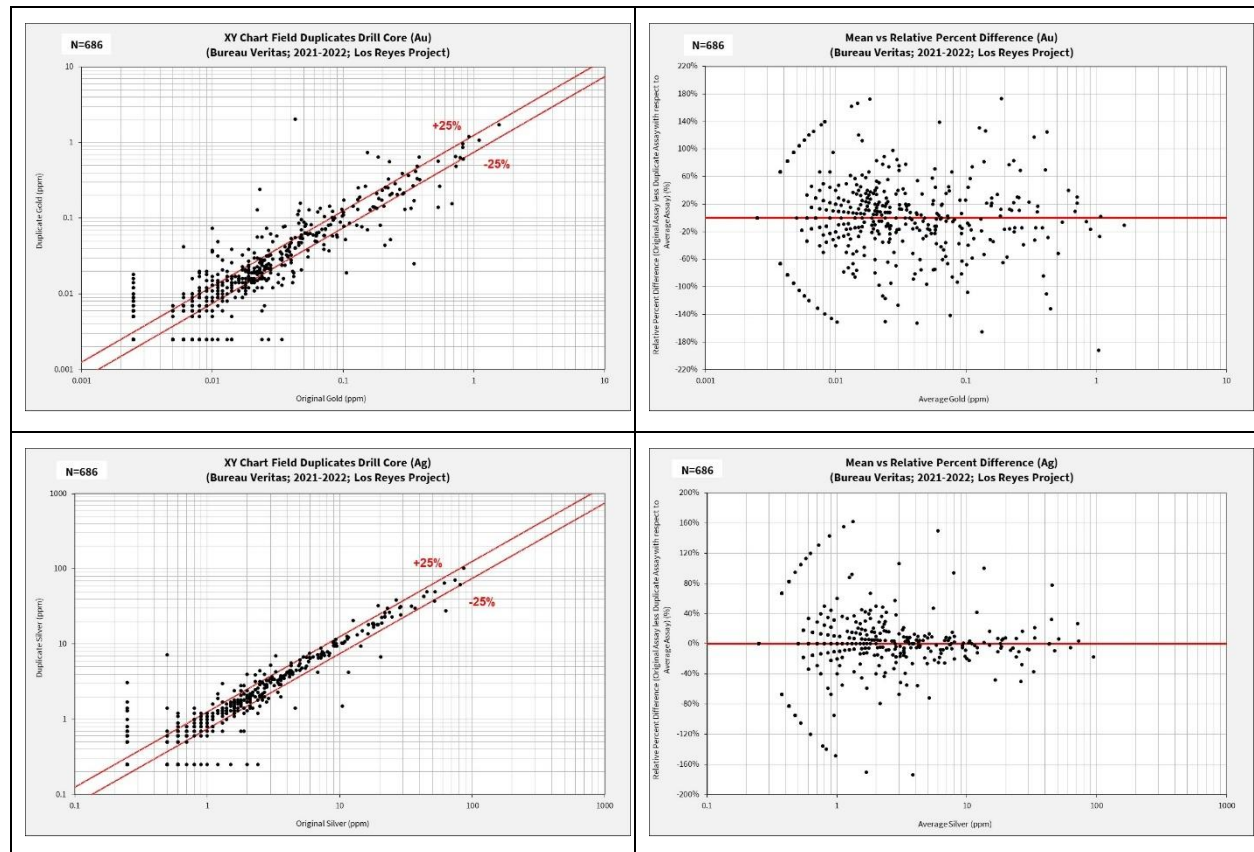 N=686
XY Chart Field Duplicates Drill Core (Au)
(Bureau Veritas; 2021-2022; Los Reyes Project)
10
1
0.1
0.01
0.001
Duplicate Gold (ppm)
+25%
-25%
0.001
0.01
0.1
1
10
Original Gold (ppm)
N=686
Mean vs Relative Percent Difference (Au)
(Bureau Veritas; 2021-2022; Los Reyes Project)
Relative Percent Difference (Original Assay less Duplicate Assay with respect to
Average Assay) (%)
220%
180%
140%
100%
60%
20%
-20%
-60%
-100%
-140%
-180%
-220%
0.001
0.01
0.1
1
10
Average Gold (ppm)
N=686
XY Chart Field Duplicates Drill Core (Ag)
(Bureau Veritas; 2021-2022; Los Reyes Project)
1000
100
10
1
0.1
Duplicate Silver (ppm)
+25%
-25%
0.1
1
10
100
1000
Original Silver (ppm)
N=686
Mean vs Relative Percent Difference (Ag)
(Bureau Veritas; 2021-2022; Los Reyes Project)
Relative Percent Difference (Original Assay less Duplicate Assay with respect to
Average Assay) (%)
200%
160%
120%
80%
40%
0%
-40%
-80%
-120%
-160%
-200%
0.1
1
10
100
1000
Average Silver (ppm)